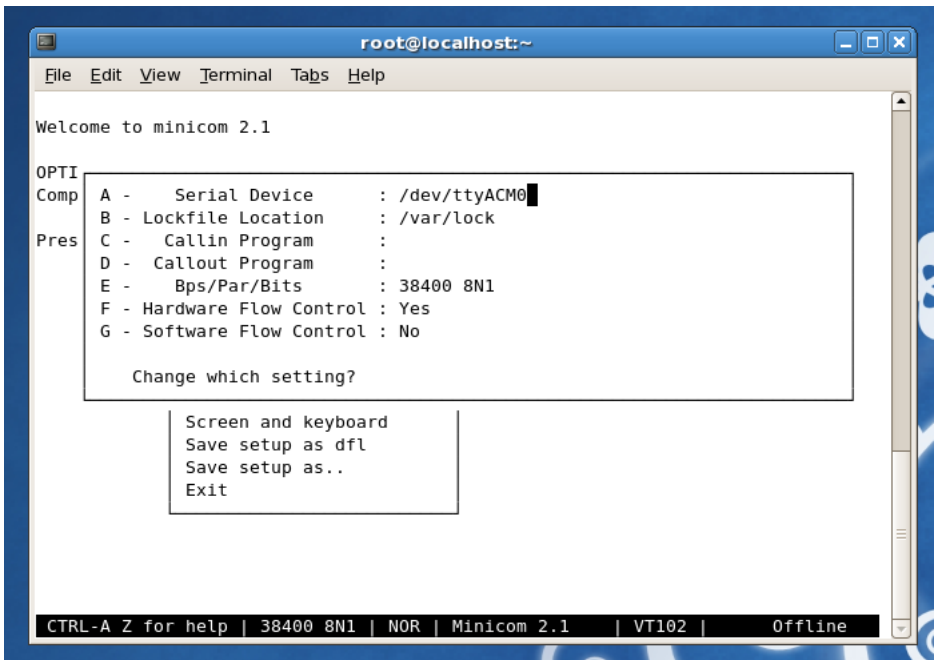 root@localhost:~
File Edit View Terminal Tabs Help
Welcome to minicom 2.1
OPTI
Comp
A - Serial Device : /dev/ttyACM0
B - Lockfile Location : /var/lock
Pres
C - Callin Program :
D - Callout Program :
E - Bps/Par/Bits : 38400 8N1
F - Hardware Flow Control : Yes
G - Software Flow Control : No
Change which setting?
Screen and keyboard
Save setup as dfl
Save setup as..
Exit
CTRL-A Z for help | 38400 8N1 | NOR | Minicom 2.1 | VT102 | Offline